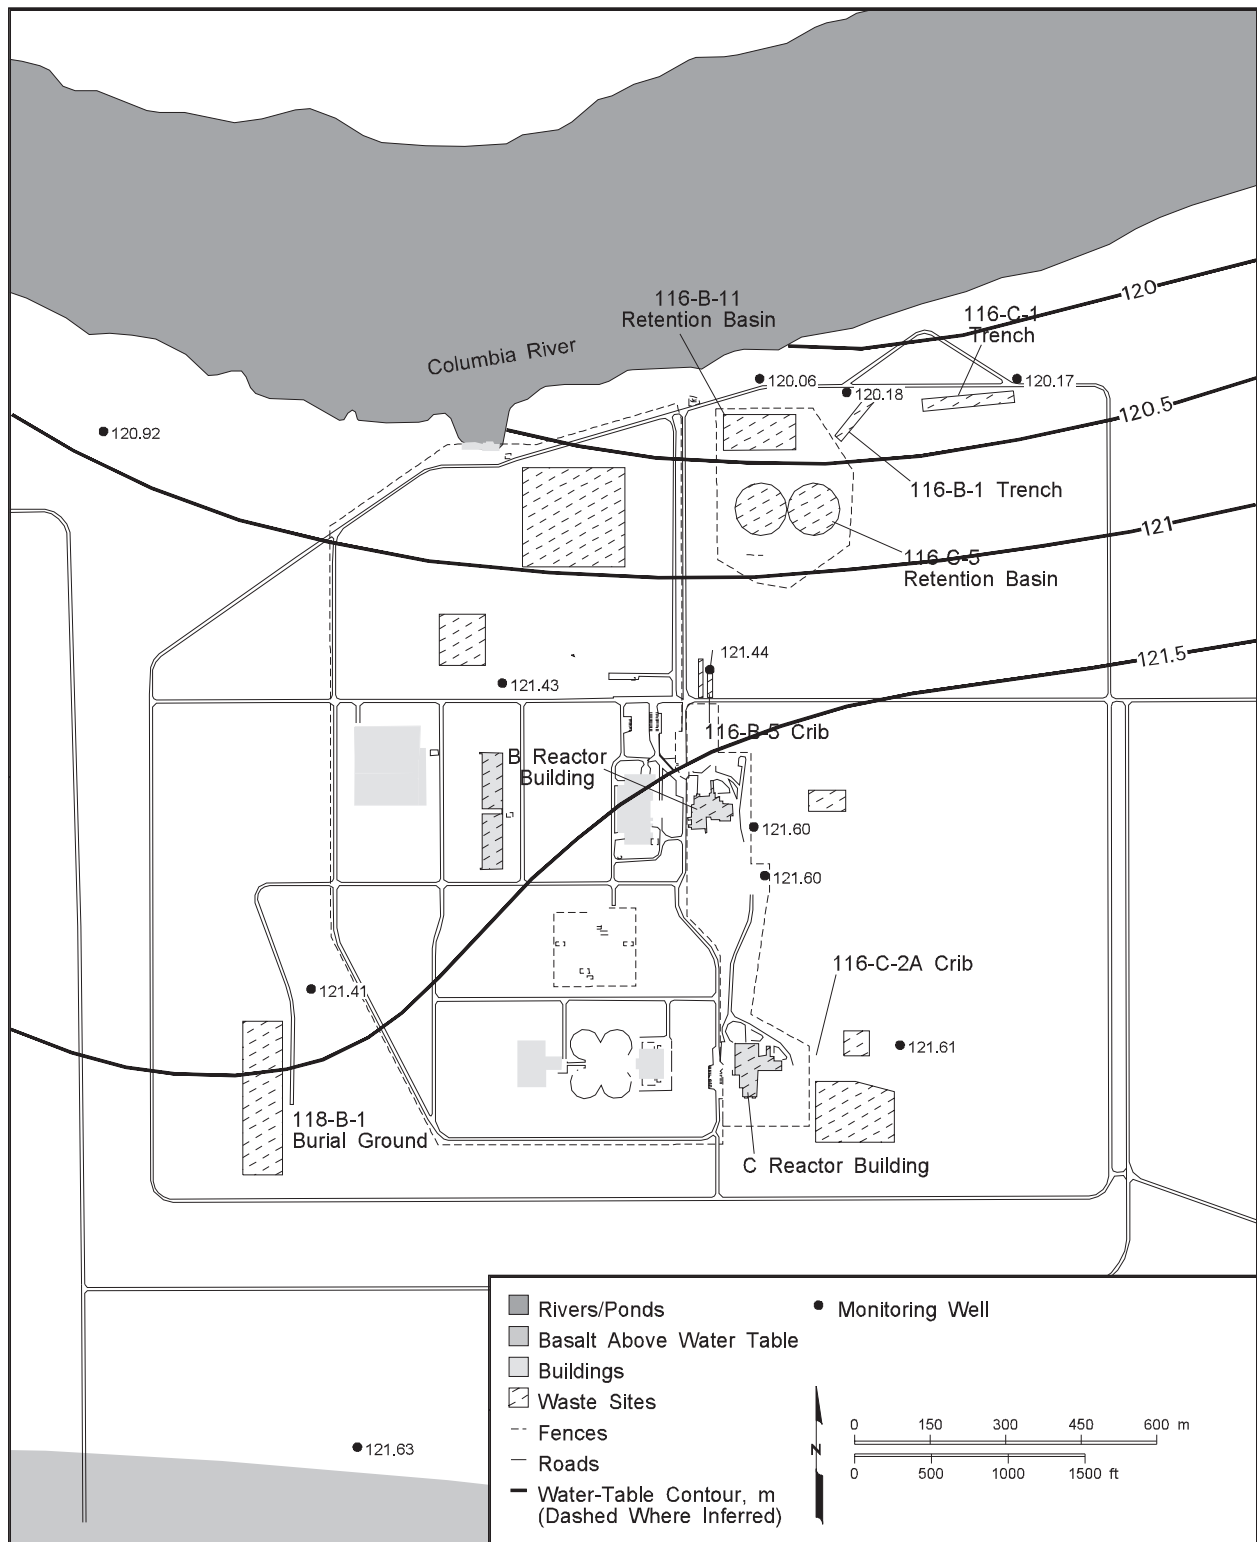 116-B-11
Retention Basin
120
116-C-1
Trench
Columbia River
120.06
120.17
120.18
120.5
120.92
116-B-1 Trench
121
116-C-5
Retention Basin
121.44
121.5
121.43
116-B-5 Crib
B Reactor
Building
121.60
121.60
116-C-2A Crib
121.41
121.61
118-B-1
Burial Ground
C Reactor Building
121.63
Rivers/Ponds
Basalt Above Water Table
Buildings
Waste Sites
Fences
Roads
Water-Table Contour, m
(Dashed Where Inferred)
Monitoring Well
N
0 150 300 450 600 m
0 500 1000 1500 ft